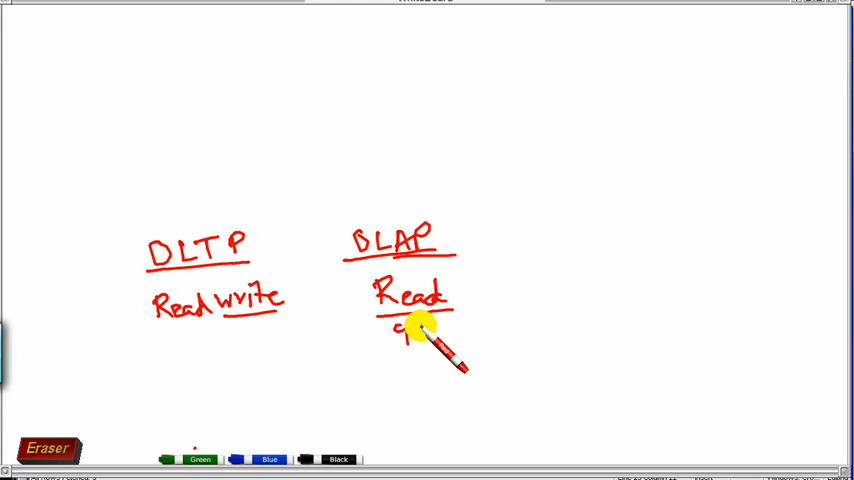 OLTP OLAP
Read write Read
Eraser
Green Blue Black